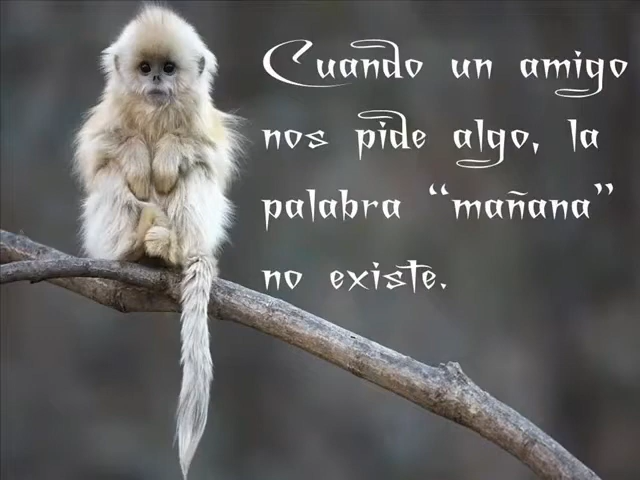 Cuando un amigo
nos pide algo, la
palabra “mañana”
no existe.